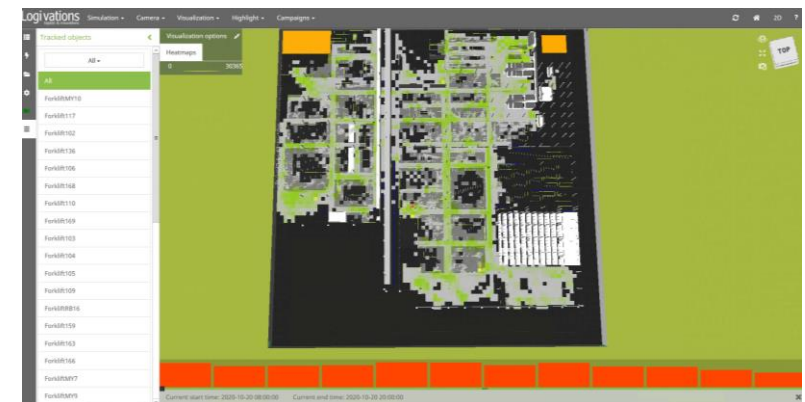 Logivations
Simulation
Camera
Visualization
Highlight
Campaigns
2D
?
Tracked objects
Visualization options
Heatmaps
0
30365
TOP
All
All
ForkliftMY10
Forklift117
Forklift102
Forklift136
Forklift106
Forklift168
Forklift110
Forklift169
Forklift103
Forklift104
Forklift105
Forklift109
ForkliftRB16
Forklift159
Forklift163
Forklift166
ForkliftMY7
ForkliftMY9
Current start time: 2020-10-20 08:00:00 Current end time: 2020-10-20 20:00:00